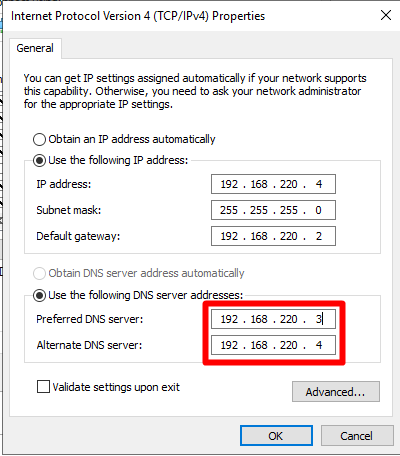 Internet Protocol Version 4 (TCP/IPv4) Properties
General
You can get IP settings assigned automatically if your network supports
this capability. Otherwise, you need to ask your network administrator
for the appropriate IP settings.
Obtain an IP address automatically
Use the following IP address:
IP address: 192 . 168 . 220 . 4
Subnet mask: 255 . 255 . 255 . 0
Default gateway: 192 . 168 . 220 . 2
Obtain DNS server address automatically
Use the following DNS server addresses:
Preferred DNS server: 192 . 168 . 220 . 3
Alternate DNS server: 192 . 168 . 220 . 4
Validate settings upon exit
Advanced...
OK Cancel